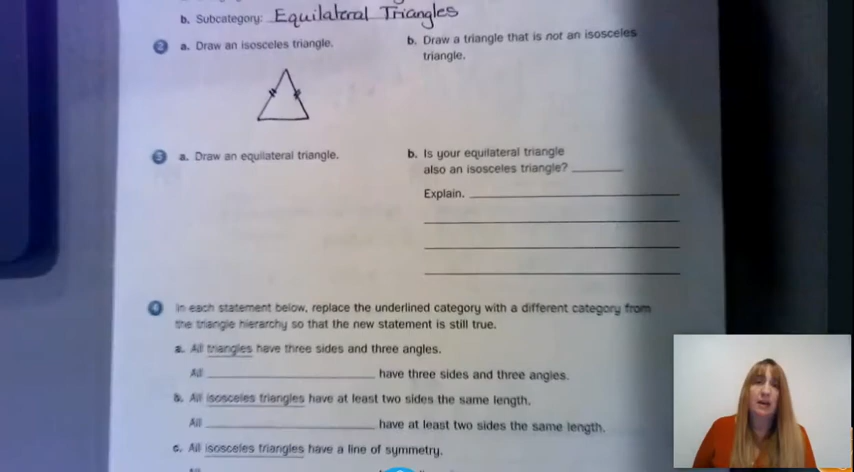 b. Subcategory: Equilateral Triangles
2 a. Draw an isosceles triangle.
b. Draw a triangle that is not an isosceles
triangle.
3 a. Draw an equilateral triangle.
b. Is your equilateral triangle
also an isosceles triangle?
Explain.
4 In each statement below, replace the underlined category with a different category from
the triangle hierarchy so that the new statement is still true.
a. All triangles have three sides and three angles.
All have three sides and three angles.
b. All isosceles triangles have at least two sides the same length.
All have at least two sides the same length.
c. All isosceles triangles have a line of symmetry.